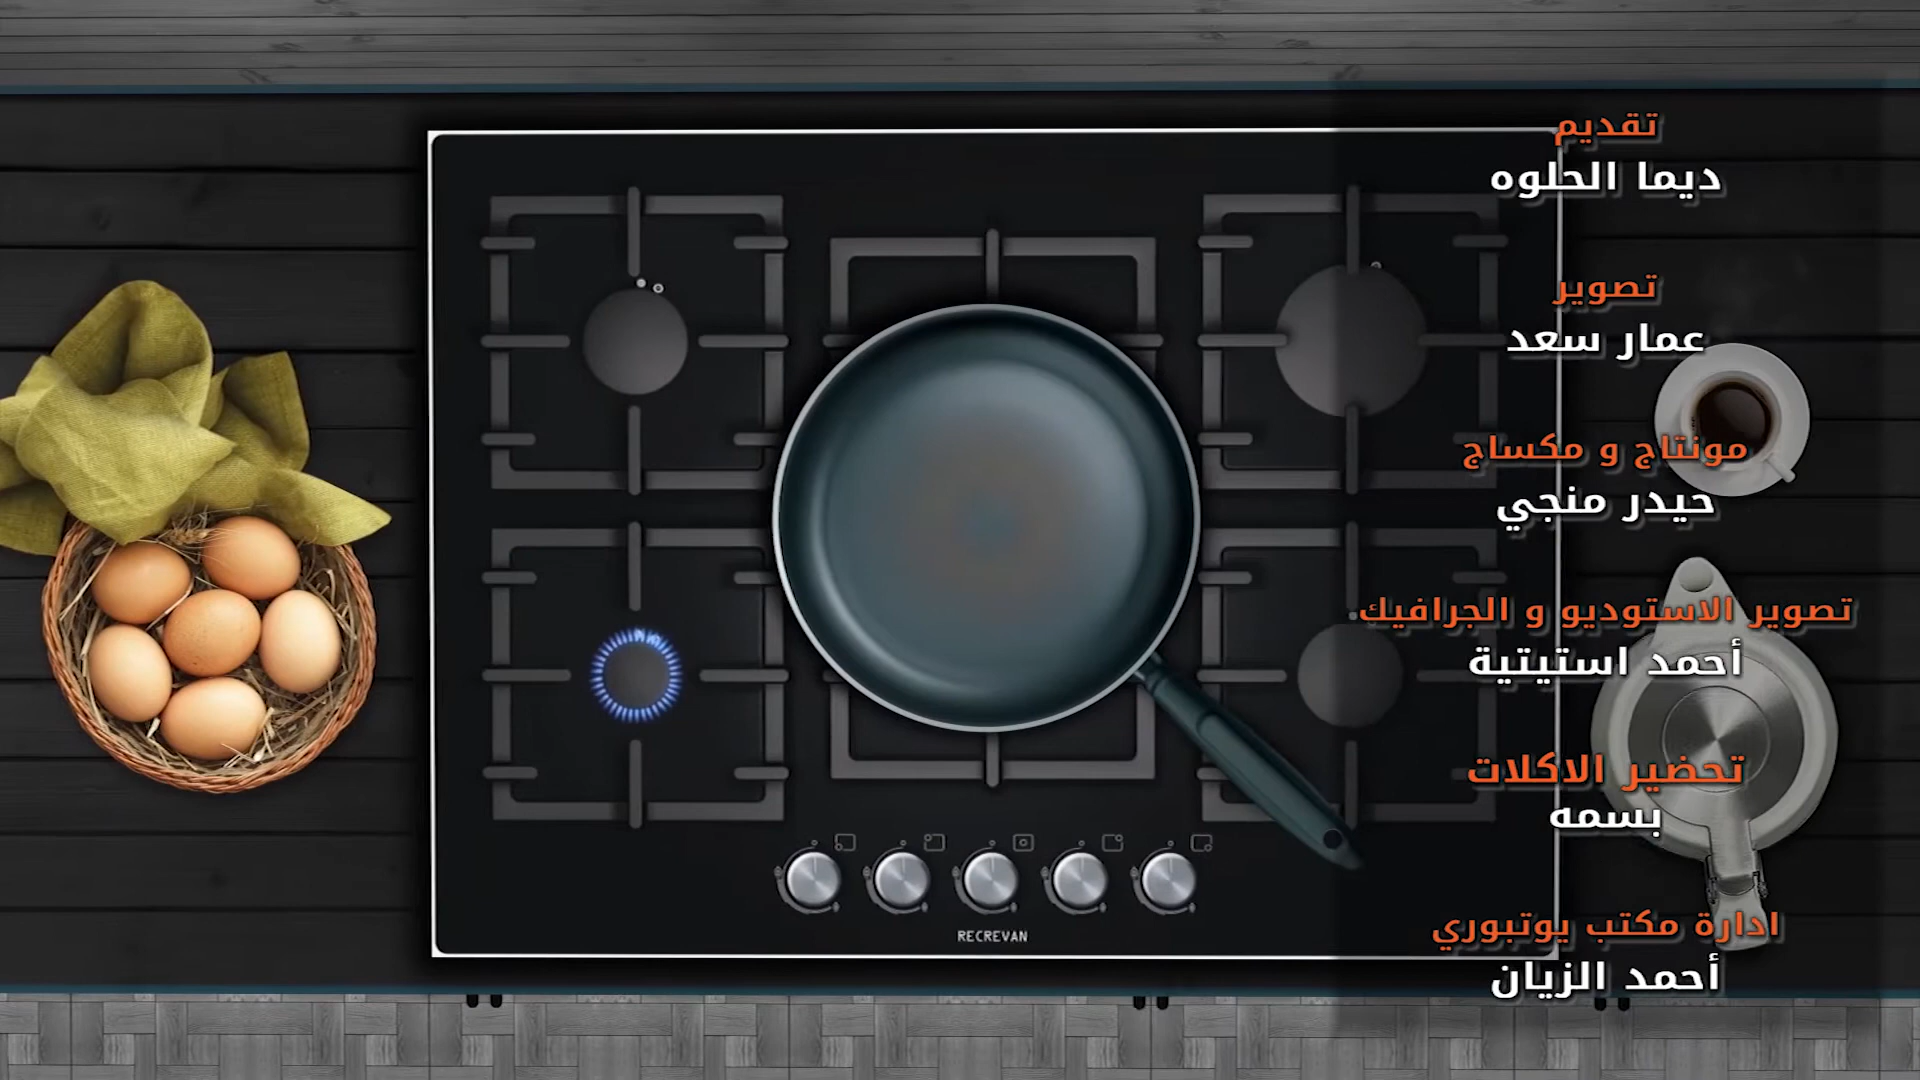 تقديم
ديما الحلوه
تصوير
عمار سعد
مونتاج و مكساج
حيدر منجي
تصوير الاستوديو و الجرافيك
أحمد استيتية
تحضير الاكلات
بسمه
ادارة مكتب يوتبوري
أحمد الزيان
RECREVAN